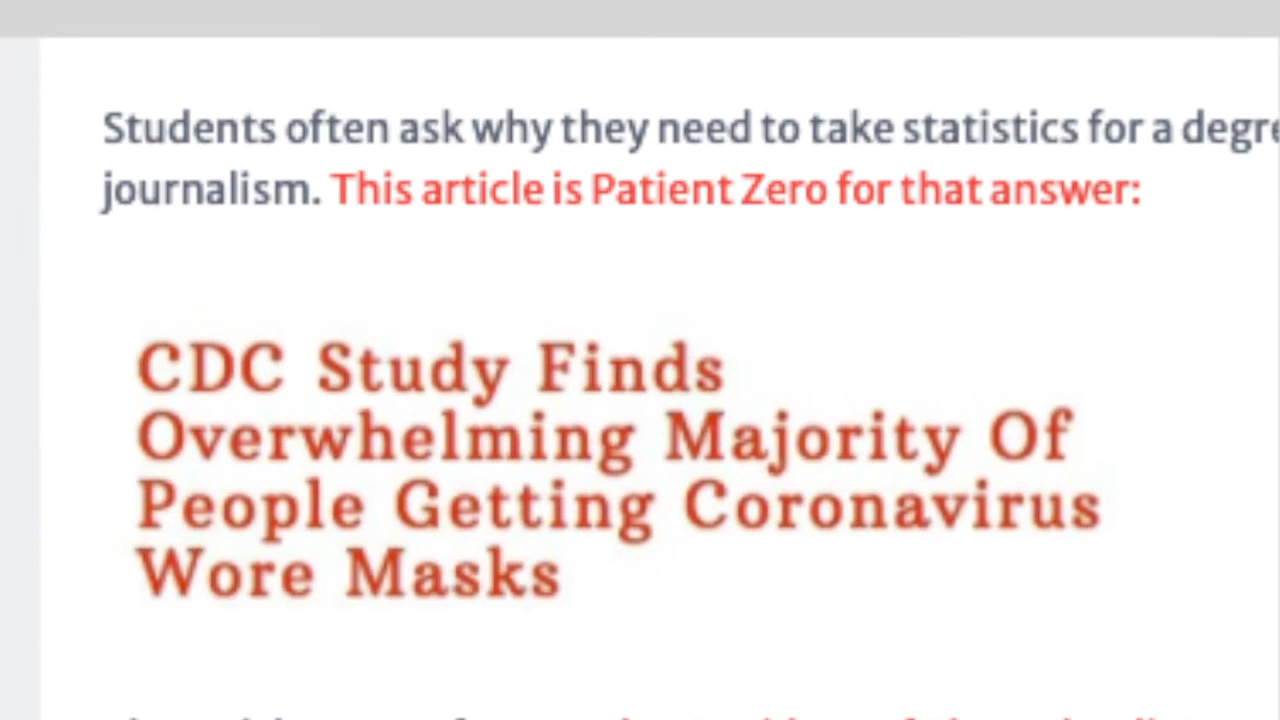 Students often ask why they need to take statistics for a
journalism. This article is Patient Zero for that answer:
CDC Study Finds
Overwhelming Majority Of
People Getting Coronavirus
Wore Masks